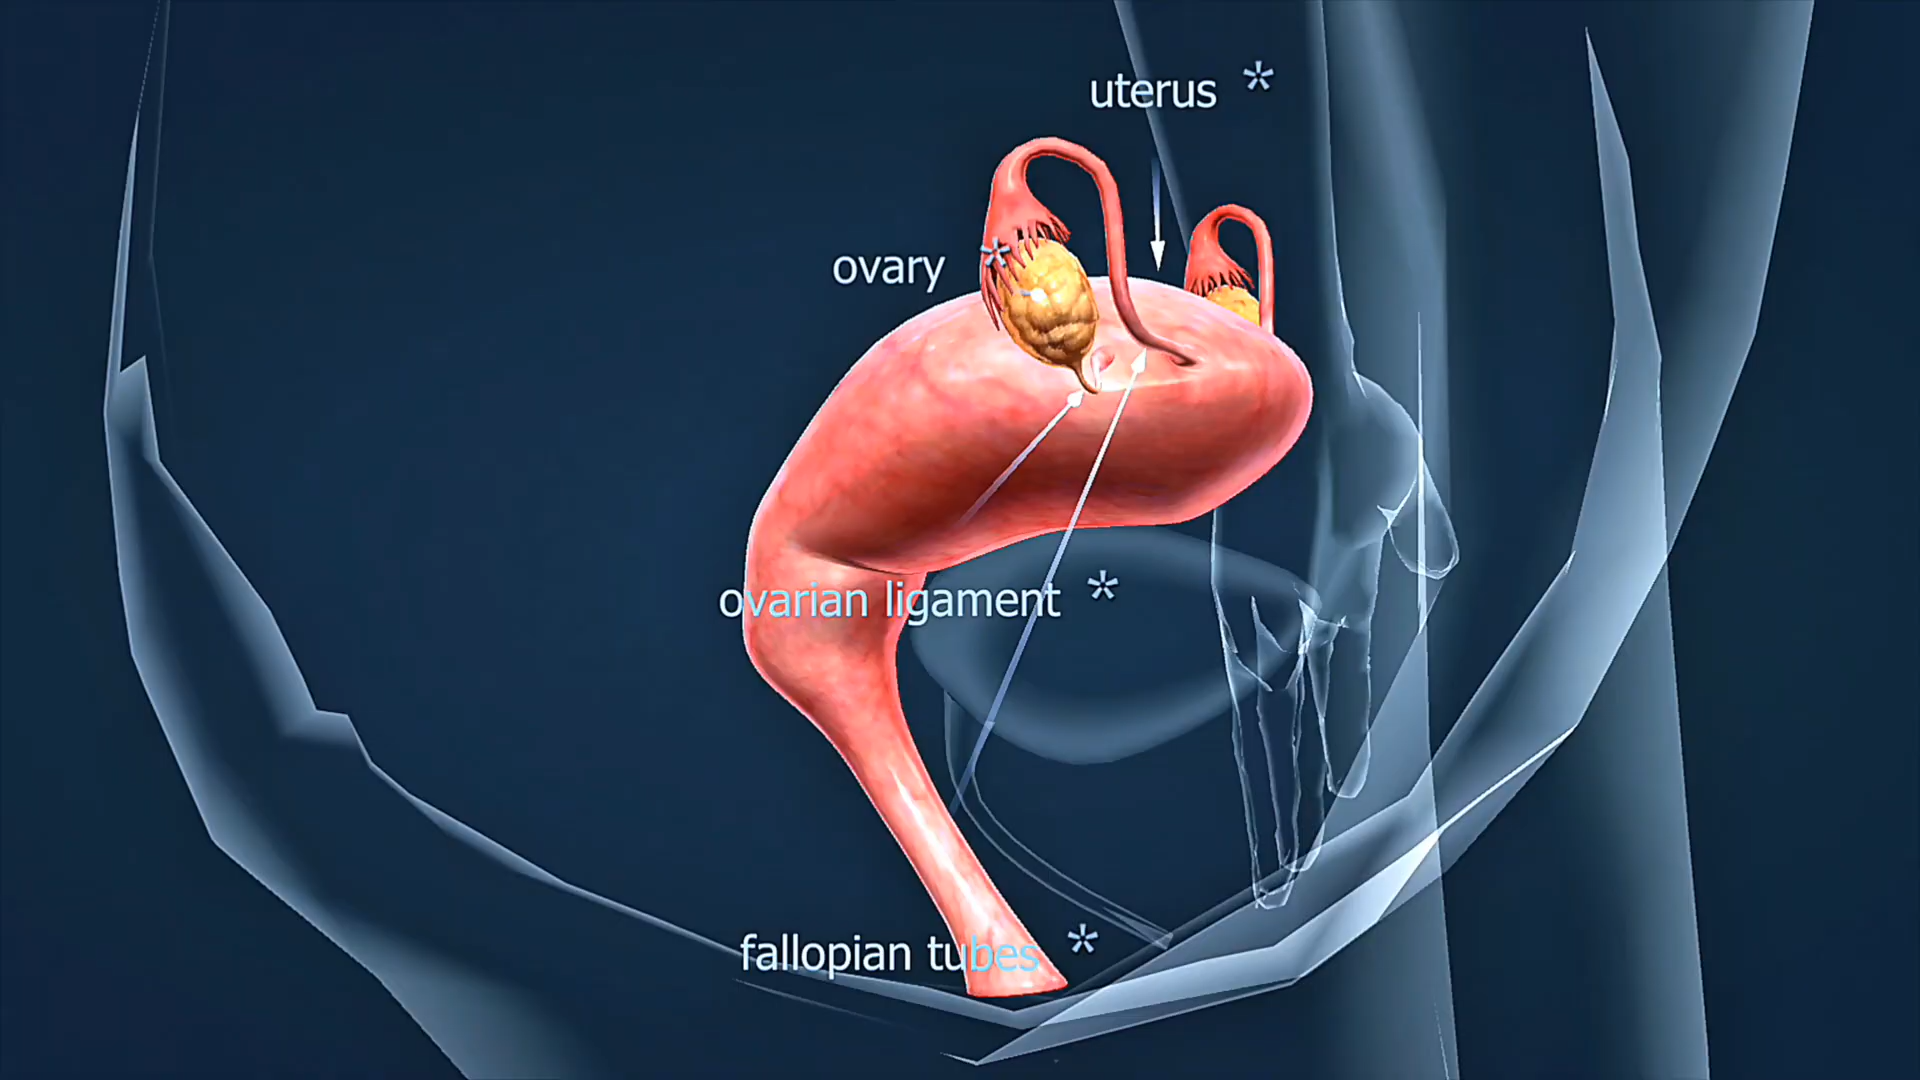 uterus *
ovary *
ovarian ligament *
fallopian tubes *